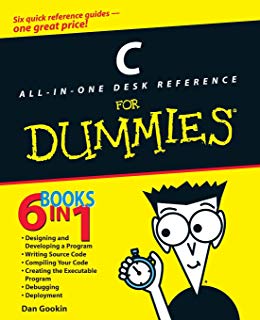 Six quick reference guides —
one great price!
C
ALL-IN-ONE DESK REFERENCE
FOR
DUMMIES®
6 BOOKS
IN 1
• Designing and
Developing a Program
• Writing Source Code
• Compiling Your Code
• Creating the Executable
Program
• Debugging
• Deployment
Dan Gookin